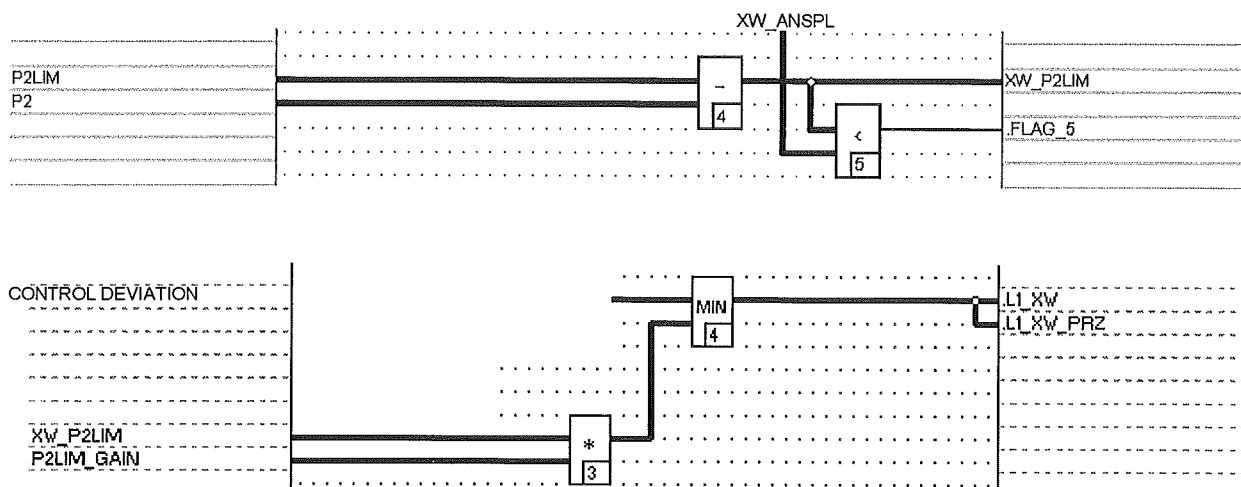 XW_ANSPL
P2LIM
-
XW_P2LIM
P2
4
<
.FLAG_5
5
CONTROL DEVIATION
MIN
.L1_XW
4
.L1_XW_PRZ
XW_P2LIM
*
P2LIM_GAIN
3